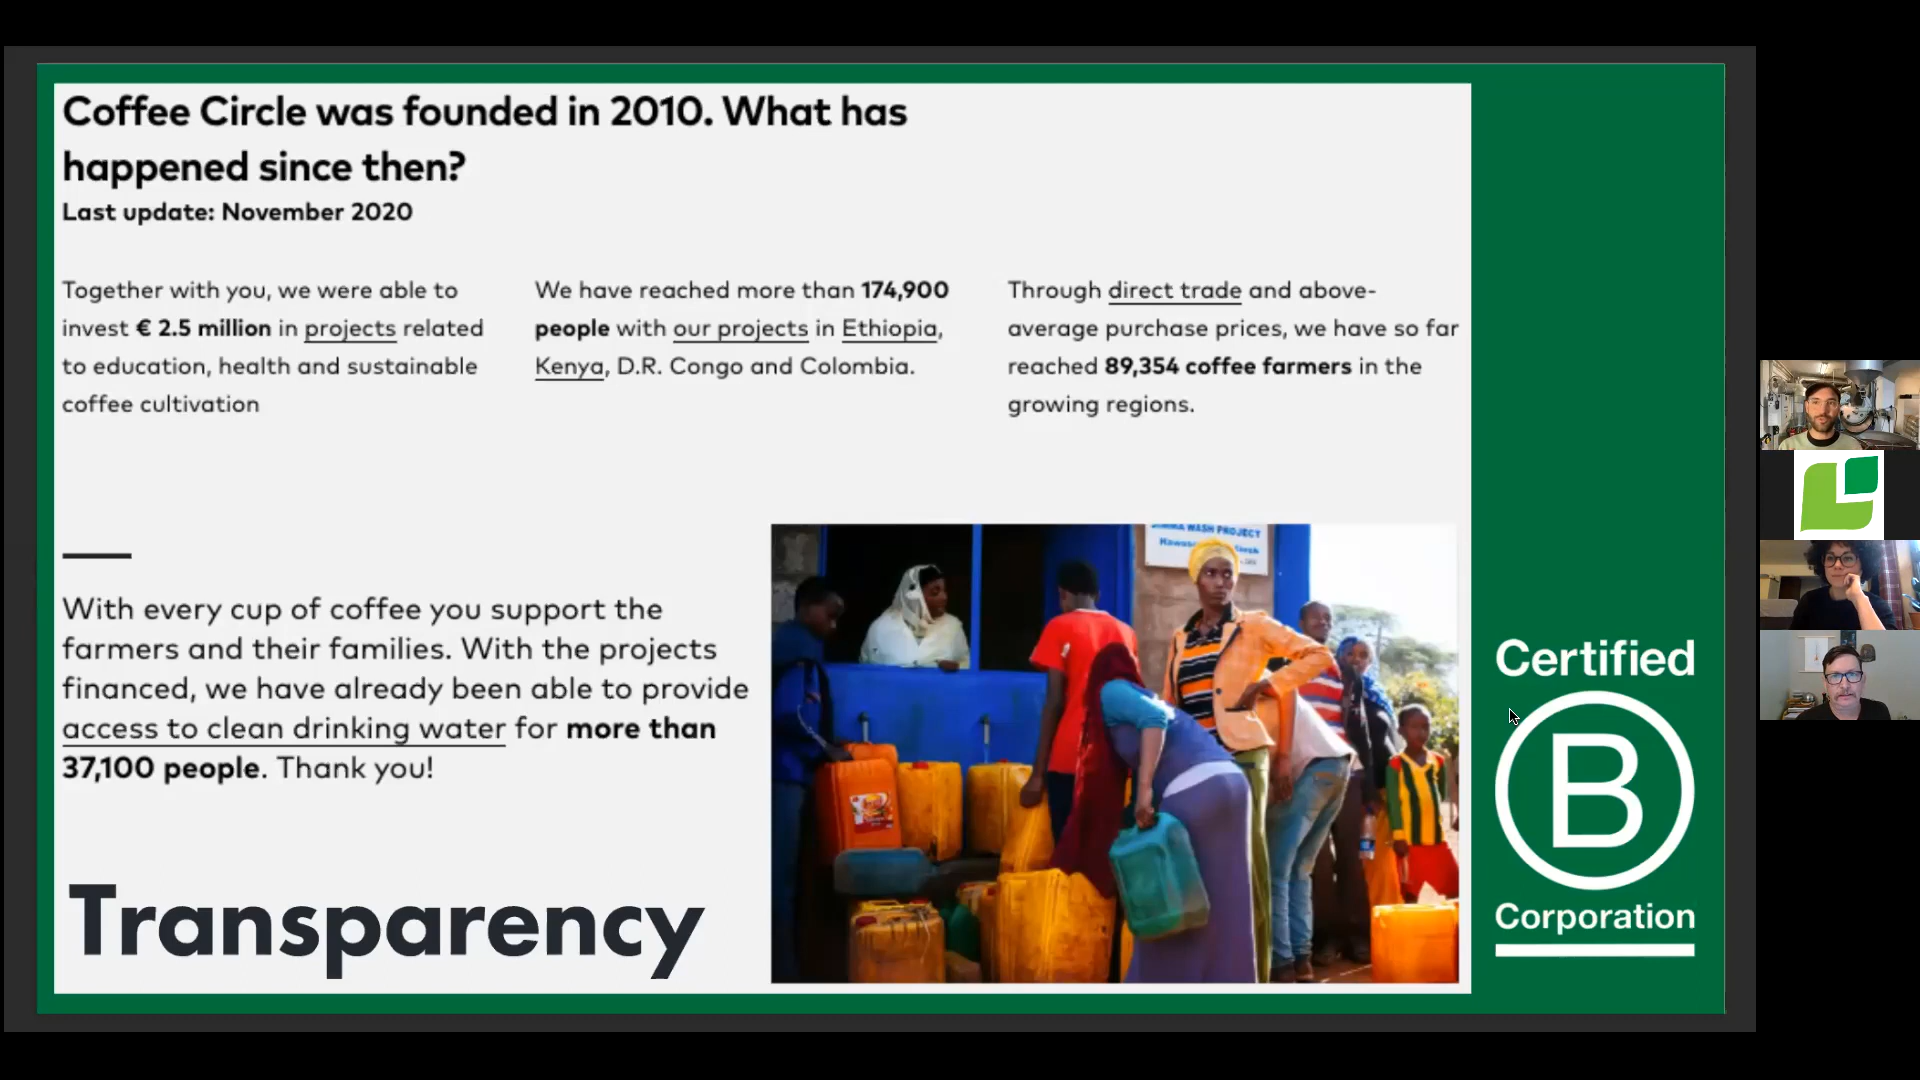 Coffee Circle was founded in 2010. What has
happened since then?
Last update: November 2020
Together with you, we were able to
invest € 2.5 million in projects related
to education, health and sustainable
coffee cultivation
We have reached more than 174,900
people with our projects in Ethiopia,
Kenya, D.R. Congo and Colombia.
Through direct trade and above-
average purchase prices, we have so far
reached 89,354 coffee farmers in the
growing regions.
With every cup of coffee you support the
farmers and their families. With the projects
financed, we have already been able to provide
access to clean drinking water for more than
37,100 people. Thank you!
Transparency
WASH PROJECT
Certified
B
Corporation